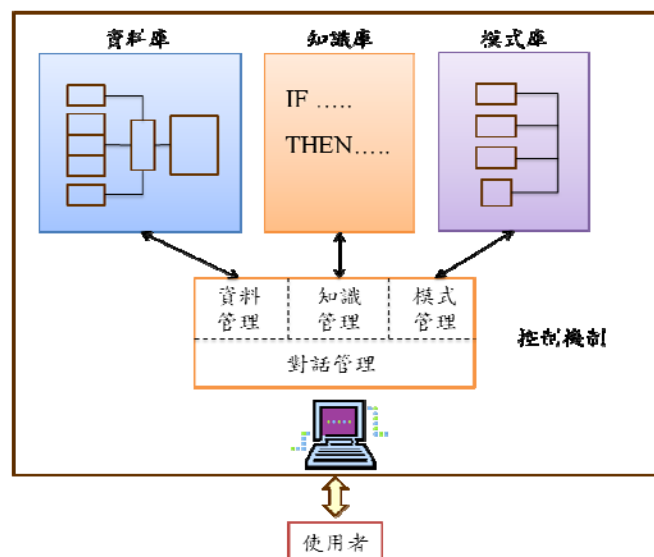 資料庫
知識庫
模式庫
IF .....
THEN.....
資料
管理
知識
管理
模式
管理
對話管理
控制機制
使用者